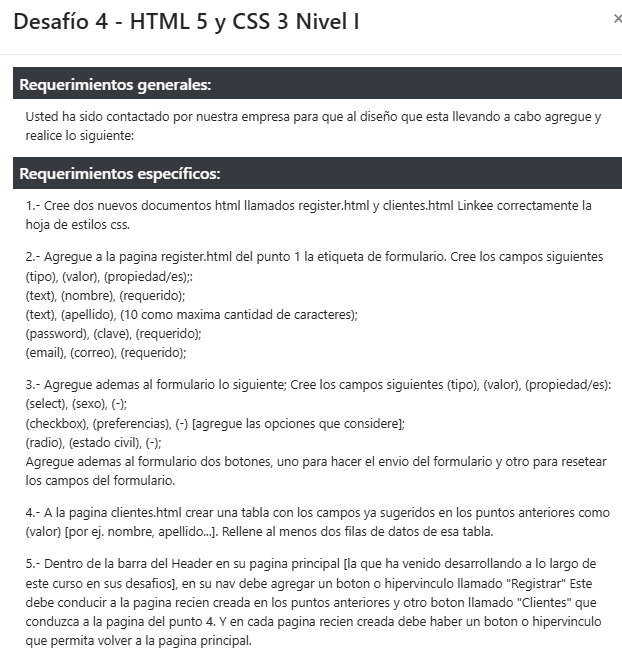 Desafío 4 - HTML 5 y CSS 3 Nivel I
×
Requerimientos generales:
Usted ha sido contactado por nuestra empresa para que al diseño que esta llevando a cabo agregue y
realice lo siguiente:
Requerimientos específicos:
1.- Cree dos nuevos documentos html llamados register.html y clientes.html Linkee correctamente la
hoja de estilos css.
2.- Agregue a la pagina register.html del punto 1 la etiqueta de formulario. Cree los campos siguientes
(tipo), (valor), (propiedad/es);:
(text), (nombre), (requerido);
(text), (apellido), (10 como maxima cantidad de caracteres);
(password), (clave), (requerido);
(email), (correo), (requerido);
3.- Agregue ademas al formulario lo siguiente; Cree los campos siguientes (tipo), (valor), (propiedad/es):
(select), (sexo), (-);
(checkbox), (preferencias), (-) [agregue las opciones que considere];
(radio), (estado civil), (-);
Agregue ademas al formulario dos botones, uno para hacer el envio del formulario y otro para resetear
los campos del formulario.
4.- A la pagina clientes.html crear una tabla con los campos ya sugeridos en los puntos anteriores como
(valor) [por ej. nombre, apellido...]. Rellene al menos dos filas de datos de esa tabla.
5.- Dentro de la barra del Header en su pagina principal [la que ha venido desarrollando a lo largo de
este curso en sus desafios], en su nav debe agregar un boton o hipervinculo llamado "Registrar" Este
debe conducir a la pagina recien creada en los puntos anteriores y otro boton llamado "Clientes" que
conduzca a la pagina del punto 4. Y en cada pagina recien creada debe haber un boton o hipervinculo
que permita volver a la pagina principal.